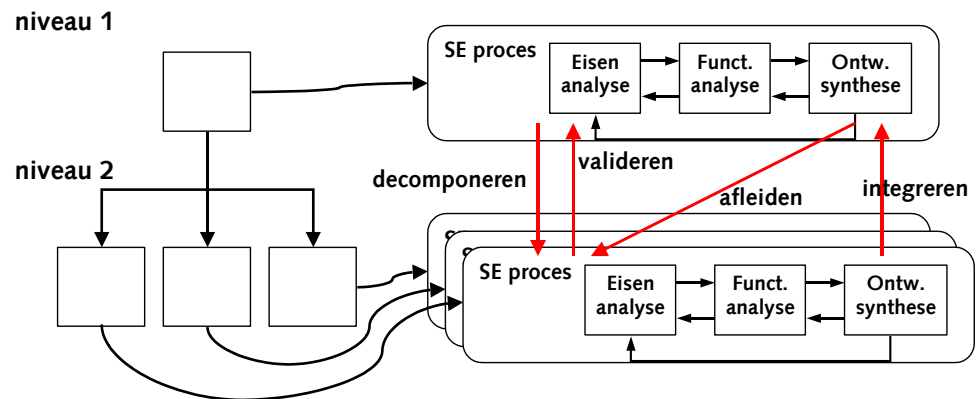 niveau 1
SE proces
Eisen
analyse
Funct.
analyse
Ontw.
synthese
niveau 2
decomponeren
valideren
afleiden
integreren
SE proces
Eisen
analyse
Funct.
analyse
Ontw.
synthese